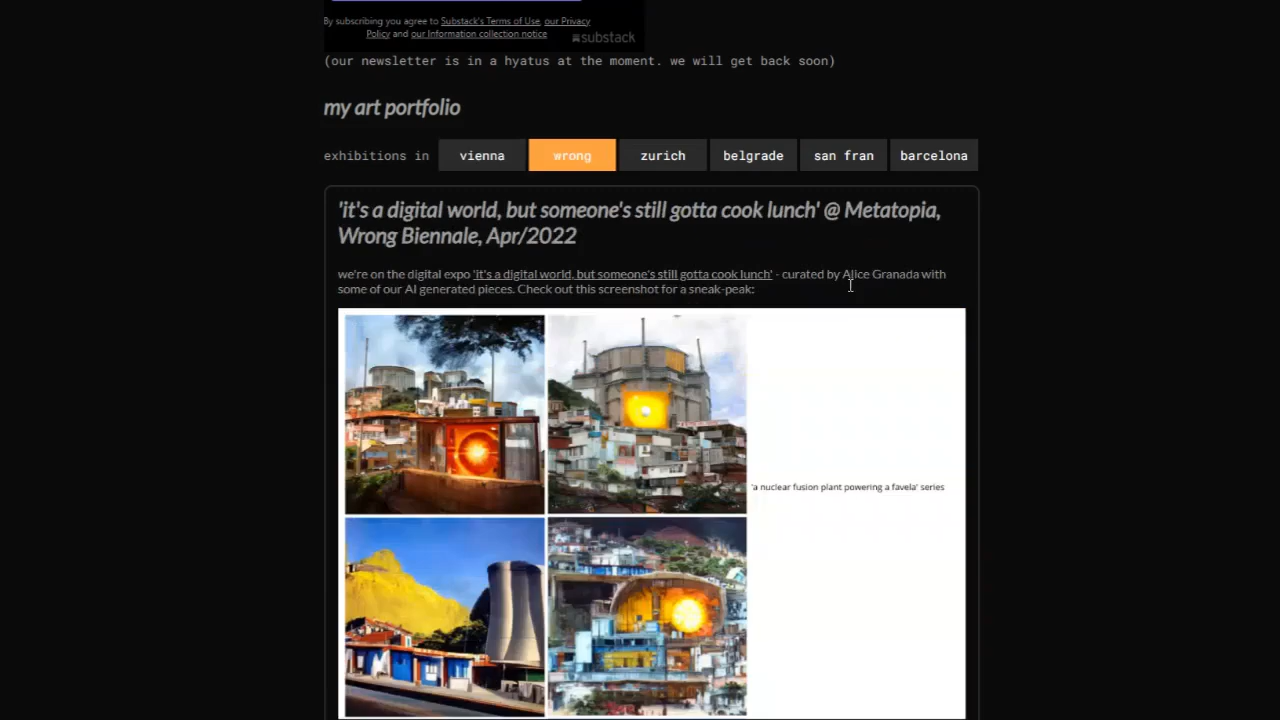 By subscribing you agree to Substack's Terms of Use, our Privacy
Policy and our Information collection notice
substack
(our newsletter is in a hyatus at the moment. we will get back soon)
my art portfolio
exhibitions in vienna wrong zurich belgrade san fran barcelona
'it's a digital world, but someone's still gotta cook lunch' @ Metatopia,
Wrong Biennale, Apr/2022
we're on the digital expo 'it's a digital world, but someone's still gotta cook lunch' - curated by Alice Granada with
some of our AI generated pieces. Check out this screenshot for a sneak-peak:
'a nuclear fusion plant powering a favela' series